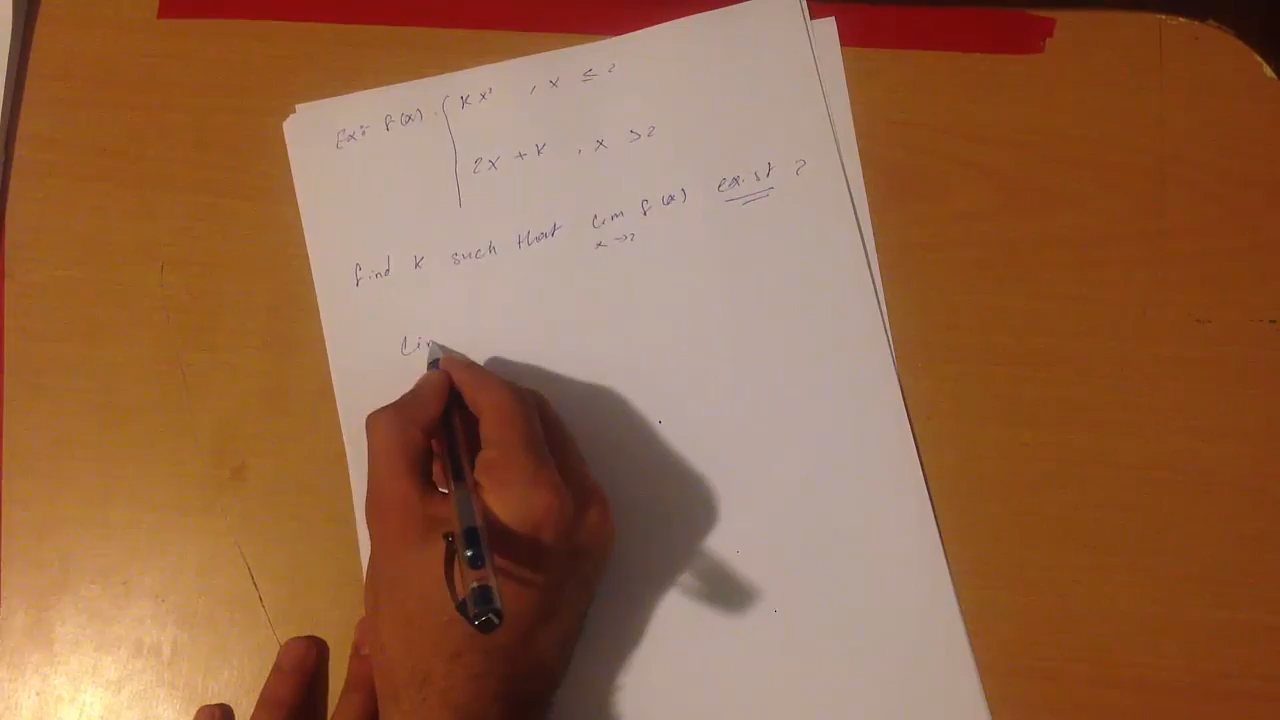 Ex: f(x) { kx² , x ≤ 2
2x + k , x > 2
find k such that lim f(x) exist ?
x→2
Lim